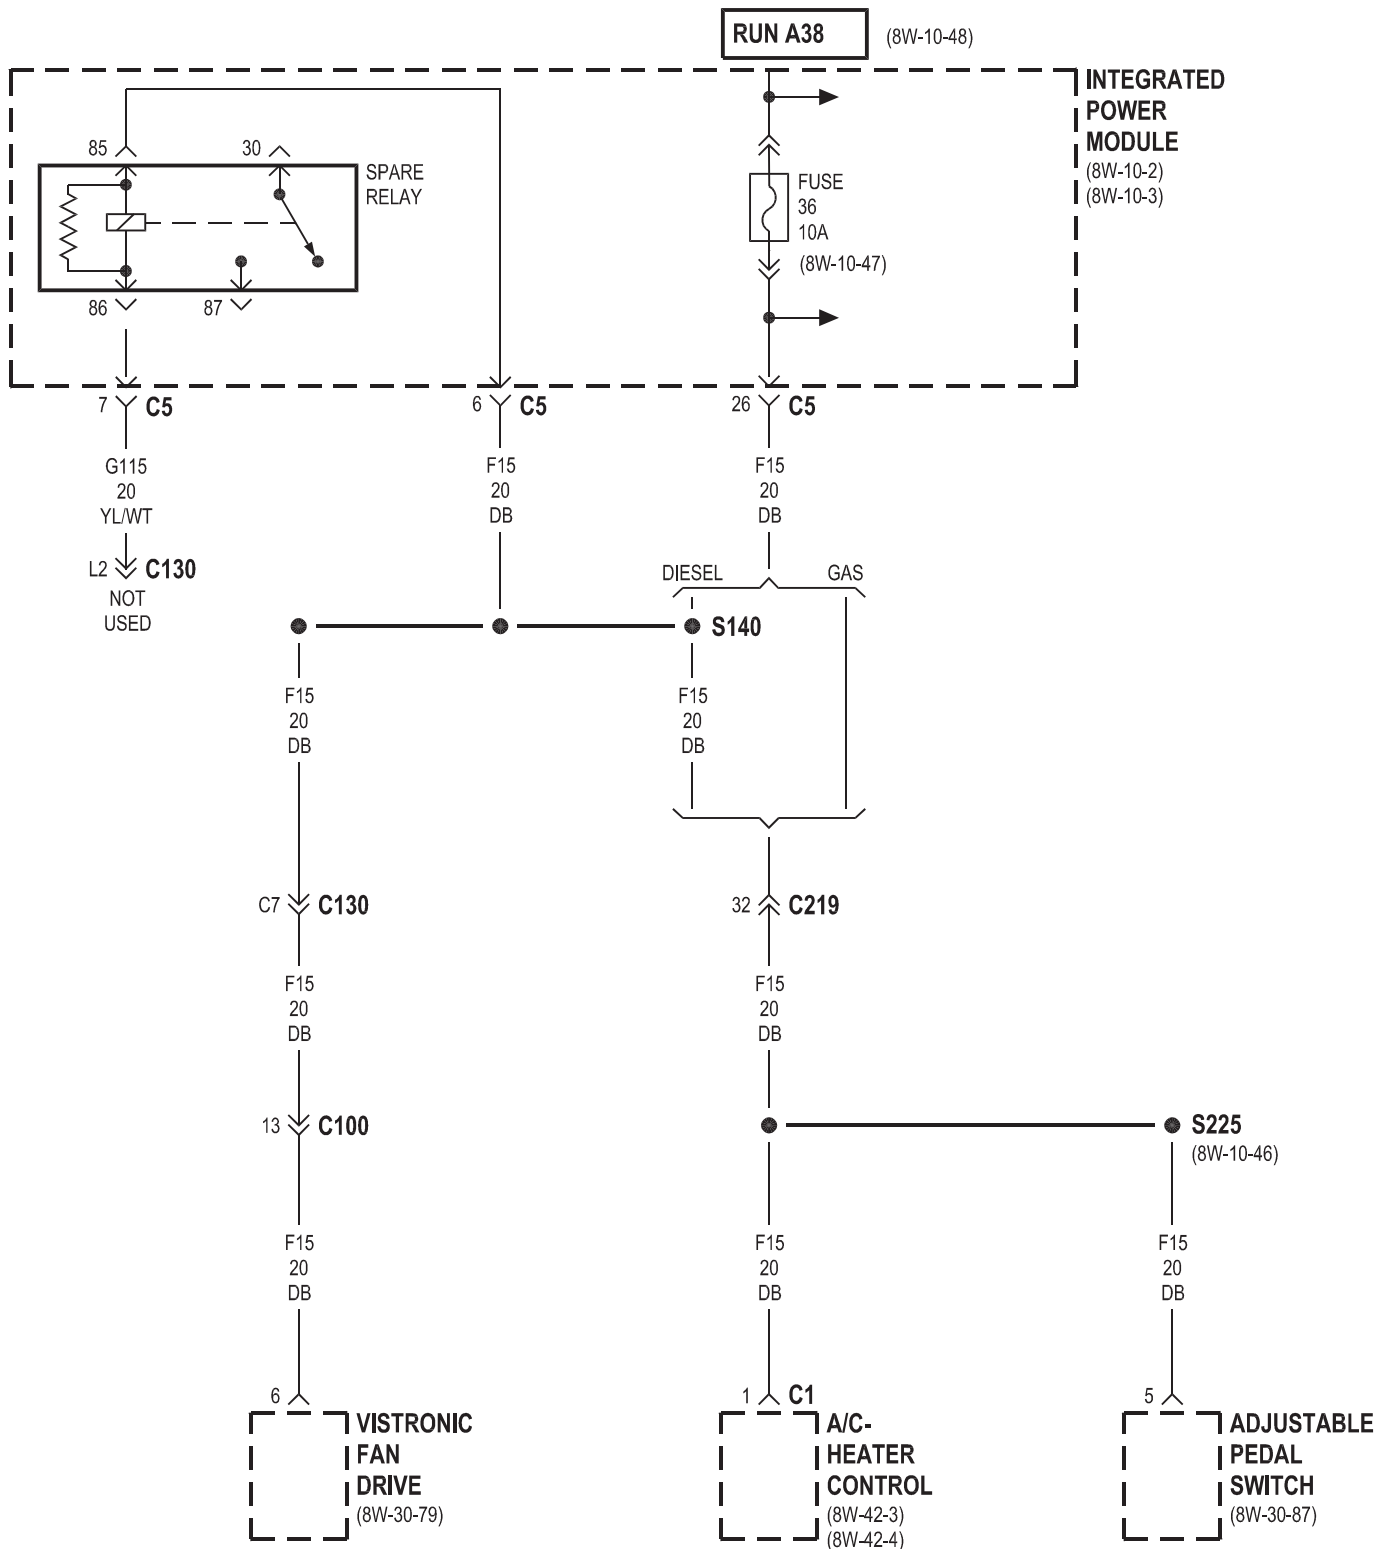 RUN A38
(8W-10-48)
INTEGRATED
POWER
MODULE
(8W-10-2)
(8W-10-3)
85
30
SPARE
RELAY
86
87
FUSE
36
10A
(8W-10-47)
7
C5
6
C5
26
C5
G115
20
YL/WT
F15
20
DB
F15
20
DB
L2
C130
NOT
USED
DIESEL
GAS
S140
F15
20
DB
F15
20
DB
C7
C130
32
C219
F15
20
DB
F15
20
DB
13
C100
S225
(8W-10-46)
F15
20
DB
F15
20
DB
F15
20
DB
6
1
C1
5
VISTRONIC
FAN
DRIVE
(8W-30-79)
A/C-
HEATER
CONTROL
(8W-42-3)
(8W-42-4)
ADJUSTABLE
PEDAL
SWITCH
(8W-30-87)